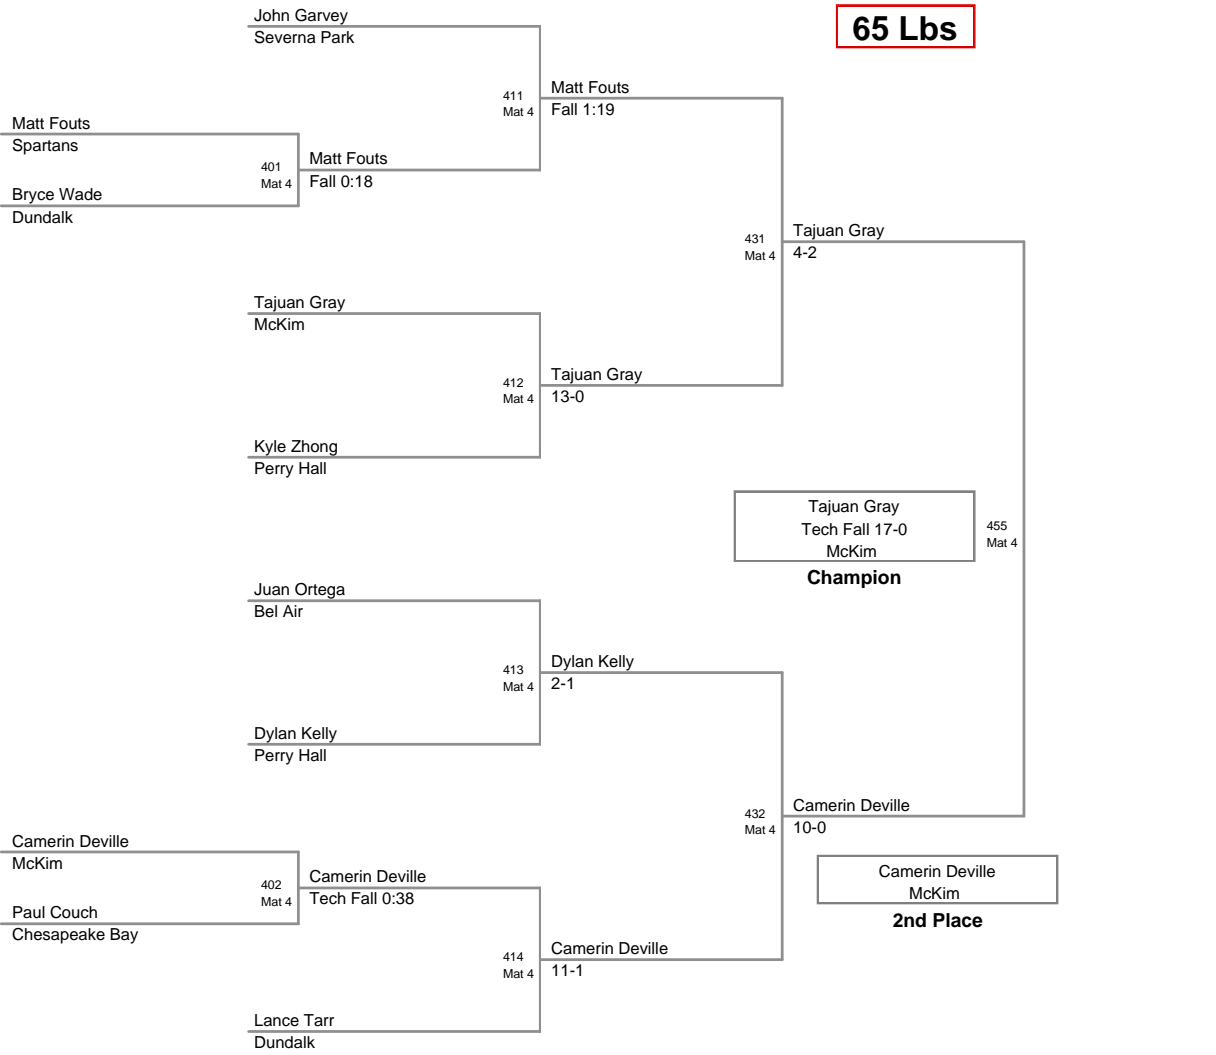 John Garvey
Severna Park
65 Lbs
411
Mat 4
Matt Fouts
Fall 1:19
Matt Fouts
Spartans
401
Mat 4
Matt Fouts
Fall 0:18
Bryce Wade
Dundalk
431
Mat 4
Tajuan Gray
4-2
Tajuan Gray
McKim
412
Mat 4
Tajuan Gray
13-0
Kyle Zhong
Perry Hall
Tajuan Gray
Tech Fall 17-0
McKim
Champion
455
Mat 4
Juan Ortega
Bel Air
413
Mat 4
Dylan Kelly
2-1
Dylan Kelly
Perry Hall
432
Mat 4
Camerin Deville
10-0
Camerin Deville
McKim
402
Mat 4
Camerin Deville
Tech Fall 0:38
Paul Couch
Chesapeake Bay
Camerin Deville
McKim
2nd Place
414
Mat 4
Camerin Deville
11-1
Lance Tarr
Dundalk